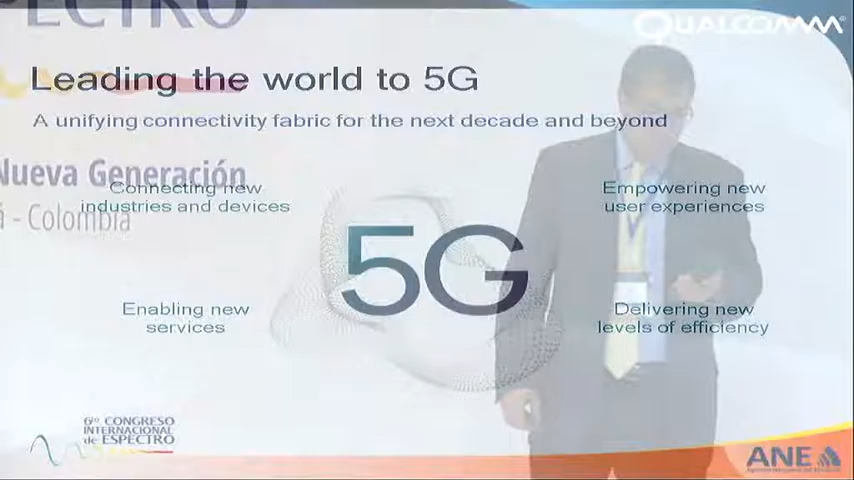 PECTRO
QUALCOMM®
Leading the world to 5G
A unifying connectivity fabric for the next decade and beyond
Nueva Generación
á - Colombia
Connecting new
industries and devices
Empowering new
user experiences
5G
Enabling new
services
Delivering new
levels of efficiency
6º CONGRESO
INTERNACIONAL
de ESPECTRO
ANE